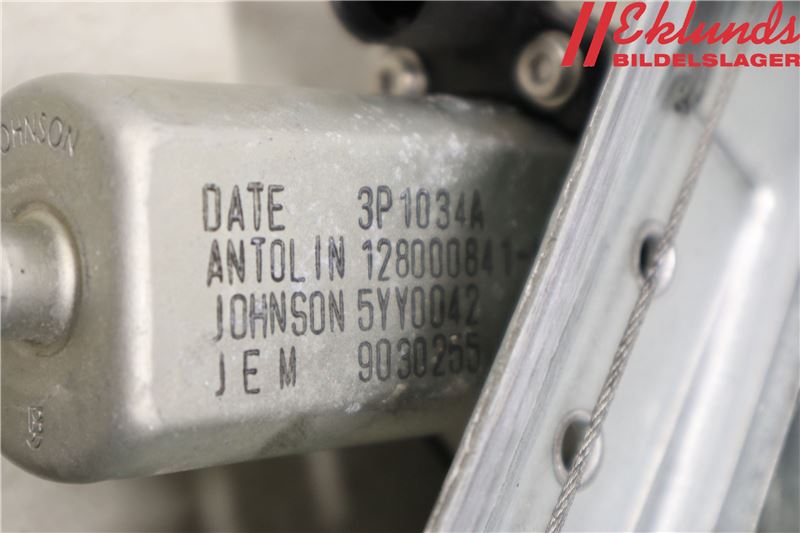 Eklunds
BILDELSLAGER
JOHNSON
DATE 3P1034A
ANTOLIN 128000841-
JOHNSON 5YY0042
JEM 9030255